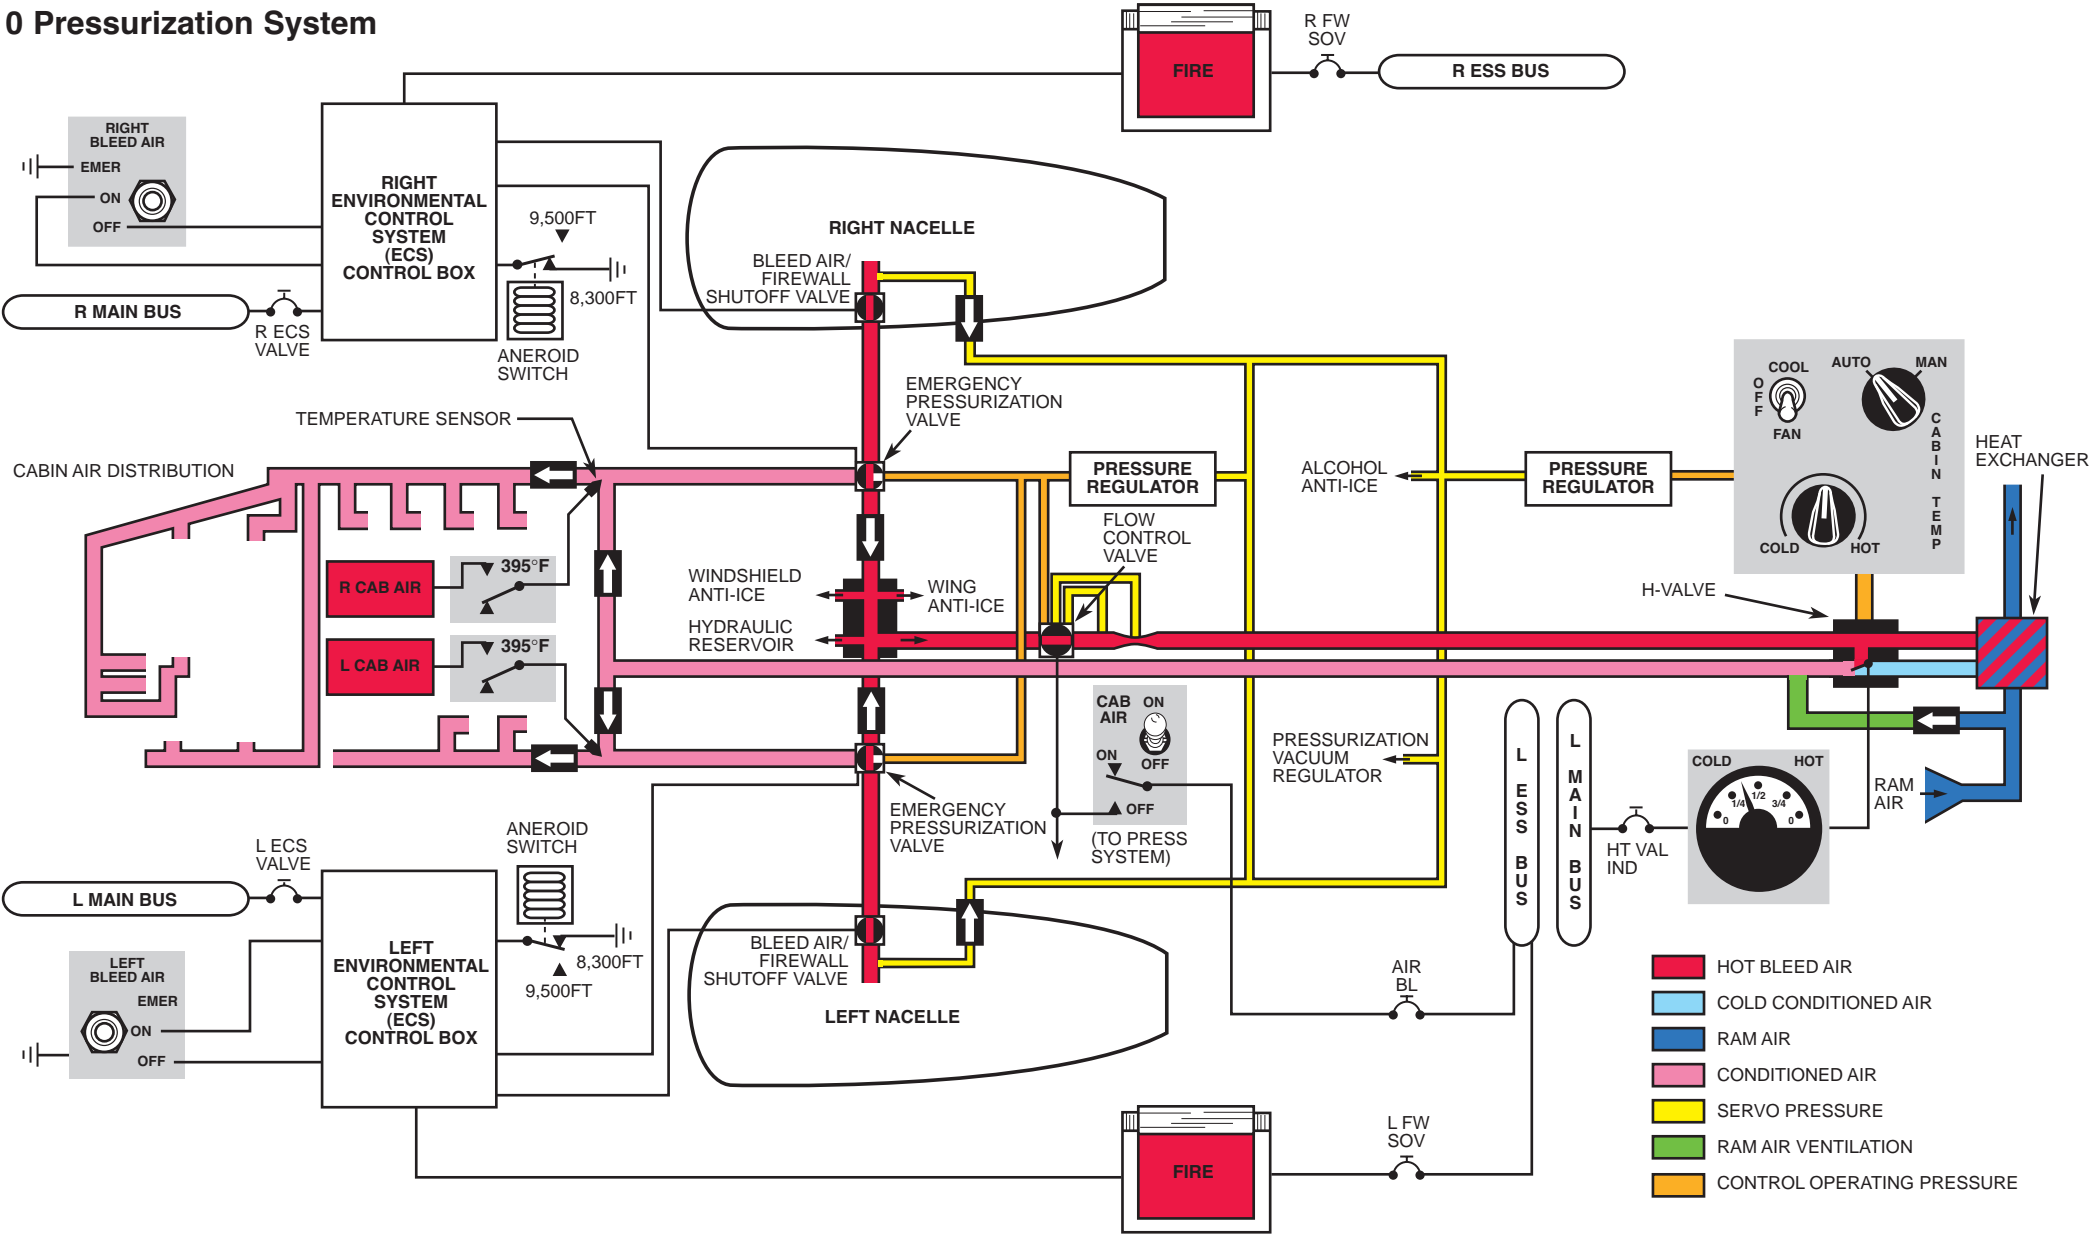 0 Pressurization System
FIRE
R FW
SOV
R ESS BUS
RIGHT
BLEED AIR
EMER
ON
OFF
RIGHT
ENVIRONMENTAL
CONTROL
SYSTEM
(ECS)
CONTROL BOX
R MAIN BUS
R ECS
VALVE
9,500FT
8,300FT
ANEROID
SWITCH
RIGHT NACELLE
BLEED AIR/
FIREWALL
SHUTOFF VALVE
EMERGENCY
PRESSURIZATION
VALVE
TEMPERATURE SENSOR
CABIN AIR DISTRIBUTION
PRESSURE
REGULATOR
ALCOHOL
ANTI-ICE
PRESSURE
REGULATOR
COOL
OFF
FAN
AUTO
MAN
CABIN TEMP
COLD
HOT
HEAT
EXCHANGER
FLOW
CONTROL
VALVE
R CAB AIR
395°F
WINDSHIELD
ANTI-ICE
WING
ANTI-ICE
H-VALVE
HYDRAULIC
RESERVOIR
L CAB AIR
395°F
CAB
AIR
ON
OFF
ON
OFF
(TO PRESS
SYSTEM)
PRESSURIZATION
VACUUM
REGULATOR
L ESS BUS
L MAIN BUS
COLD
HOT
0
1/4
1/2
3/4
0
HT VAL
IND
RAM
AIR
EMERGENCY
PRESSURIZATION
VALVE
L ECS
VALVE
L MAIN BUS
ANEROID
SWITCH
8,300FT
9,500FT
LEFT
BLEED AIR
EMER
ON
OFF
LEFT
ENVIRONMENTAL
CONTROL
SYSTEM
(ECS)
CONTROL BOX
BLEED AIR/
FIREWALL
SHUTOFF VALVE
LEFT NACELLE
AIR
BL
L FW
SOV
FIRE
HOT BLEED AIR
COLD CONDITIONED AIR
RAM AIR
CONDITIONED AIR
SERVO PRESSURE
RAM AIR VENTILATION
CONTROL OPERATING PRESSURE